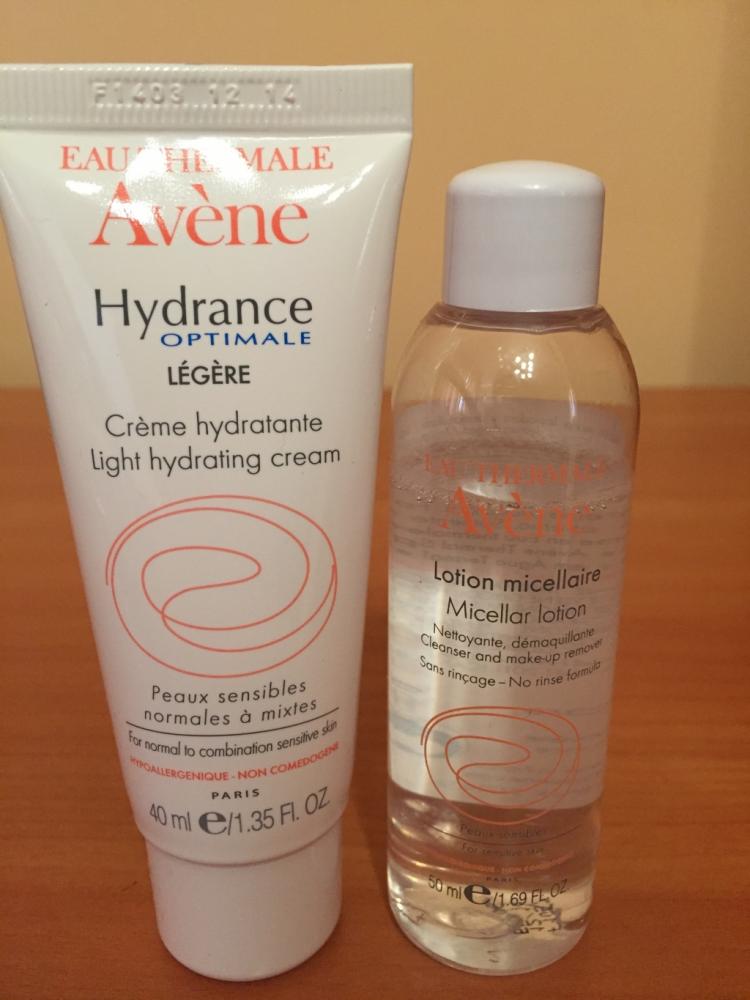 F1403 12 14
EAU THERMALE
Avène
Hydrance
OPTIMALE
LÉGÈRE
Crème hydratante
Light hydrating cream
Peaux sensibles
normales à mixtes
For normal to combination sensitive skin
HYPOALLERGENIQUE - NON COMEDOGENE
PARIS
40 ml e/1.35 Fl. OZ
EAU THERMALE
Avène
Lotion micellaire
Micellar lotion
Nettoyante, démaquillante
Cleanser and make-up remover
Sans rinçage – No rinse formula
Peaux sensibles
For sensitive skin
HYPOALLERGENIQUE - NON COMEDOGENE
PARIS
50 ml e/1.69 FL.OZ